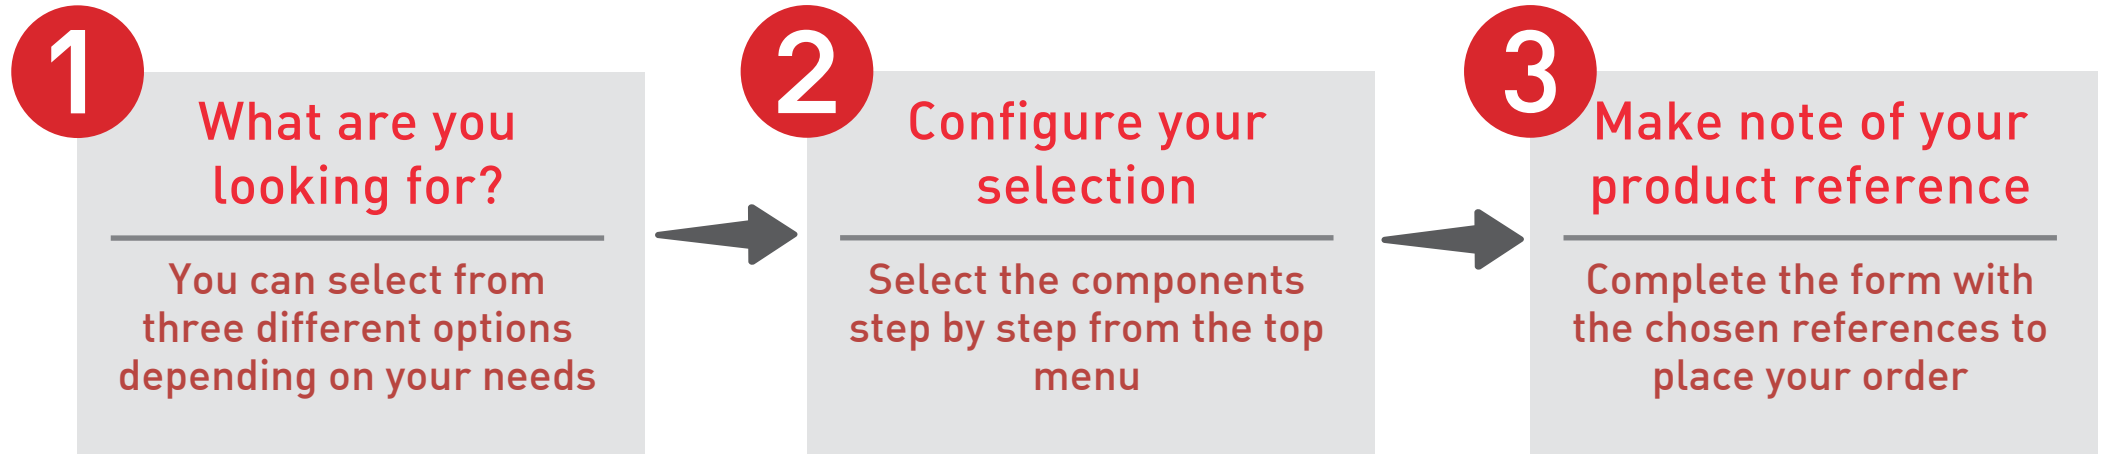 1
What are you
looking for?
You can select from
three different options
depending on your needs
2
Configure your
selection
Select the components
step by step from the top
menu
3
Make note of your
product reference
Complete the form with
the chosen references to
place your order